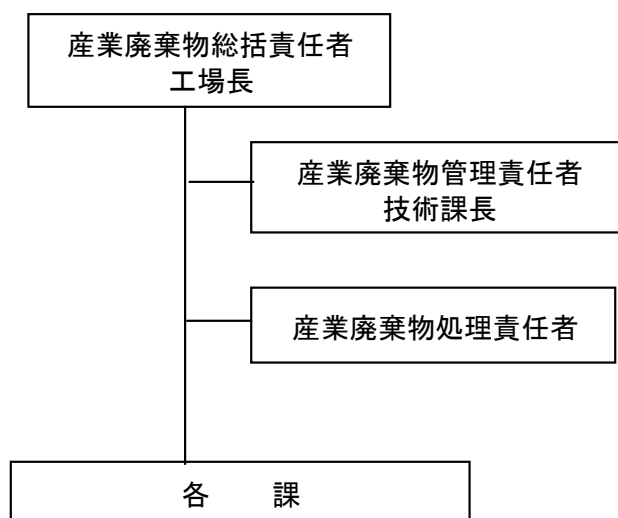 産業廃棄物総括責任者
工場長
産業廃棄物管理責任者
技術課長
産業廃棄物処理責任者
各　　課